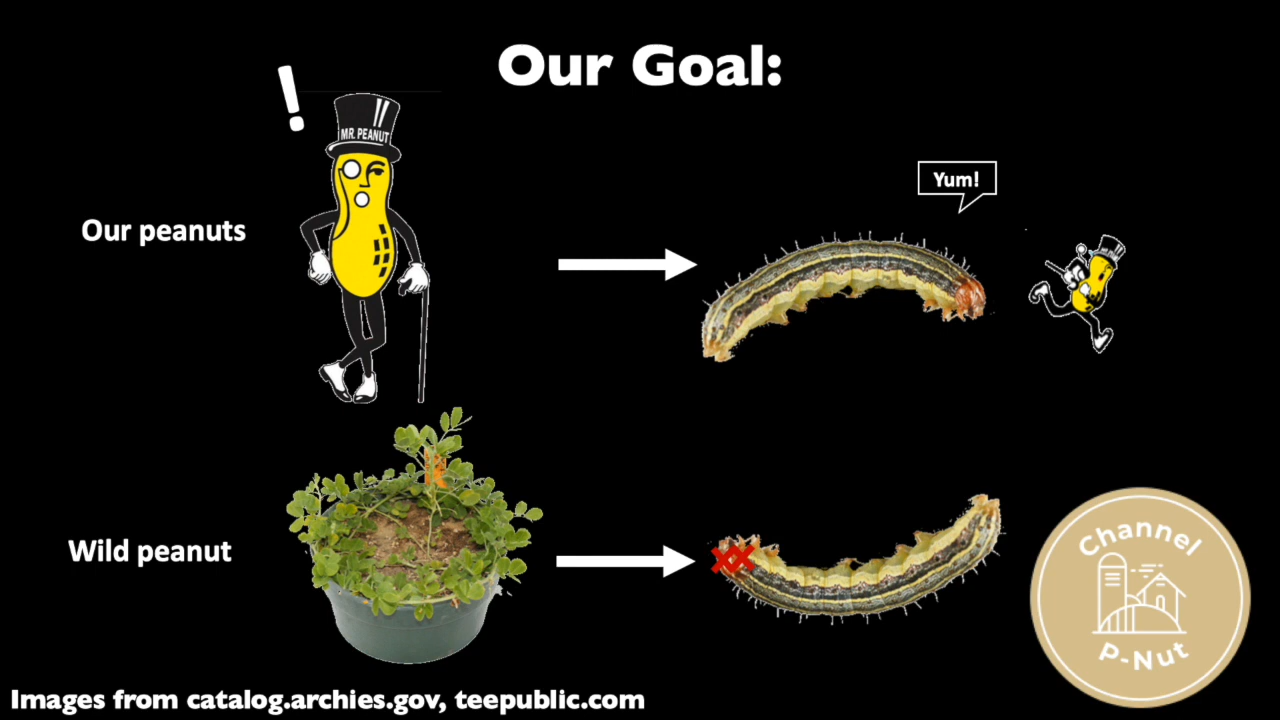 Our Goal:
!
MR. PEANUT
Yum!
Our peanuts
Wild peanut
Channel
P-Nut
Images from catalog.archies.gov, teepublic.com